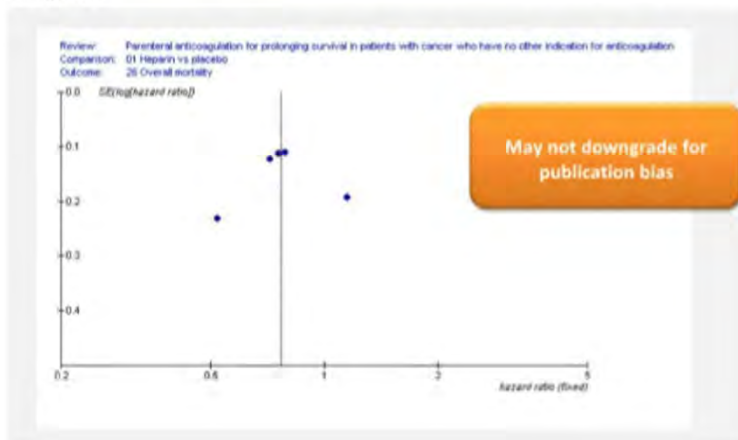 Review: Parenteral anticoagulation for prolonging survival in patients with cancer who have no other indication for anticoagulation
Comparison: 01 Heparin vs placebo
Outcome: 26 Overall mortality
0.0 SE(log[hazard ratio])
0.1
May not downgrade for
publication bias
0.2
0.3
0.4
0.2 0.5 1 2 5
hazard ratio (fixed)